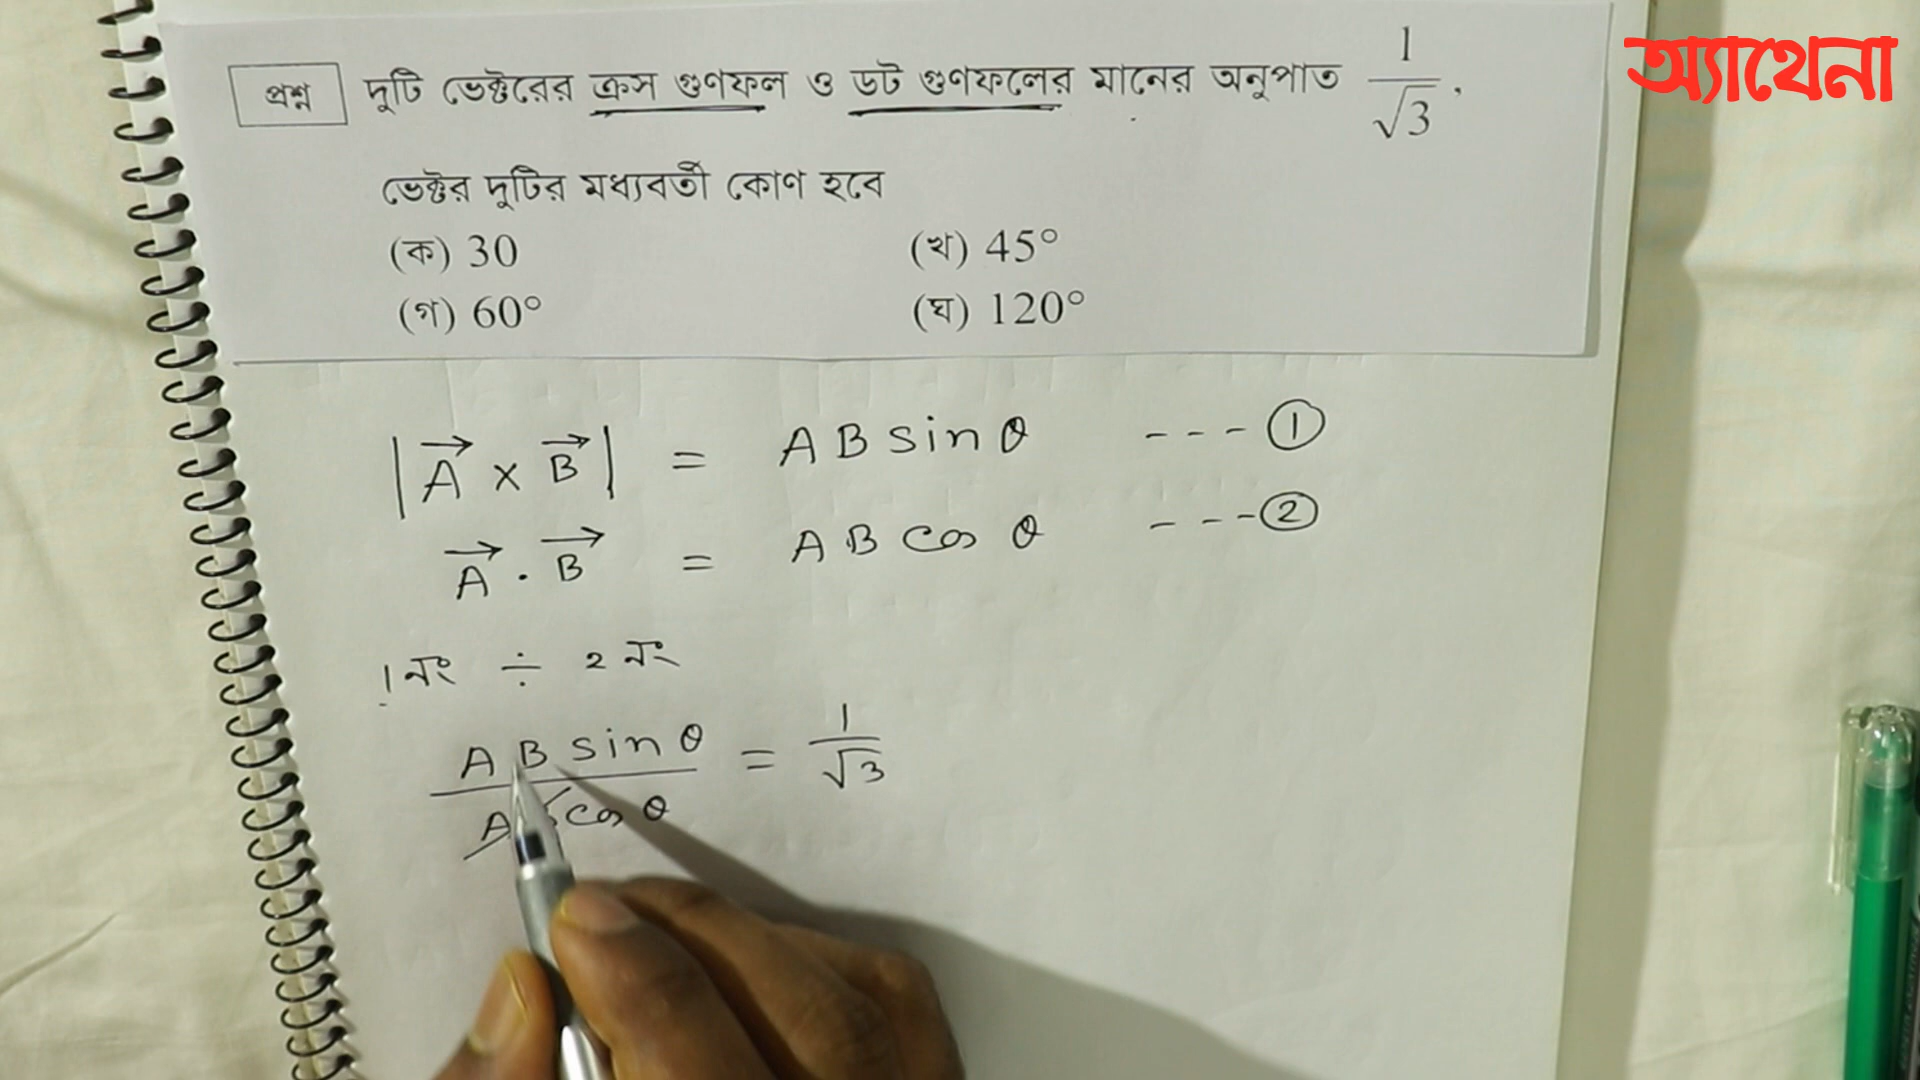 অ্যাথেনা
প্রশ্ন দুটি ভেক্টরের ক্রস গুণফল ও ডট গুণফলের মানের অনুপাত 1/√3 .
ভেক্টর দুটির মধ্যবর্তী কোণ হবে
(ক) 30 (খ) 45°
(গ) 60° (ঘ) 120°
|A⃗ × B⃗| = AB sin θ --- ①
A⃗ . B⃗ = AB cos θ --- ②
1নং ÷ 2নং
AB sin θ / A cos θ = 1/√3